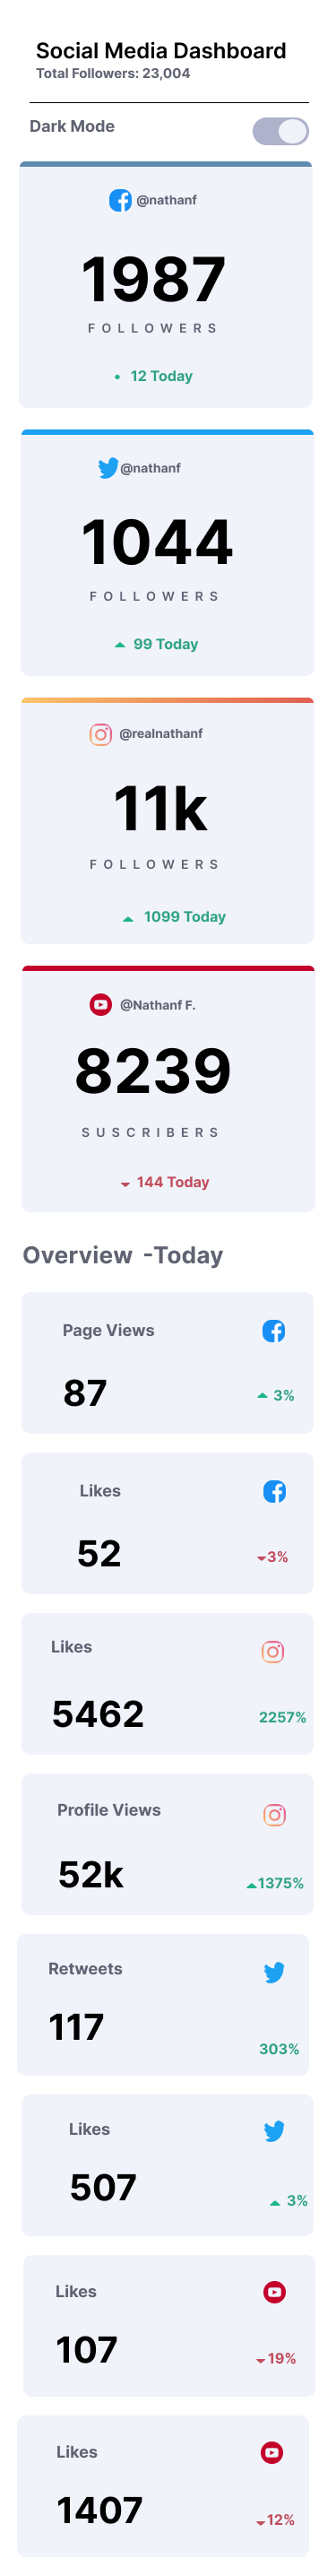 Social Media Dashboard
Total Followers: 23,004
Dark Mode
@nathanf
1987
FOLLOWERS
12 Today
@nathanf
1044
FOLLOWERS
99 Today
@realnathanf
11k
FOLLOWERS
1099 Today
@Nathanf F.
8239
SUSCRIBERS
144 Today
Overview -Today
Page Views
87
3%
Likes
52
3%
Likes
5462
2257%
Profile Views
52k
1375%
Retweets
117
303%
Likes
507
3%
Likes
107
19%
Likes
1407
12%